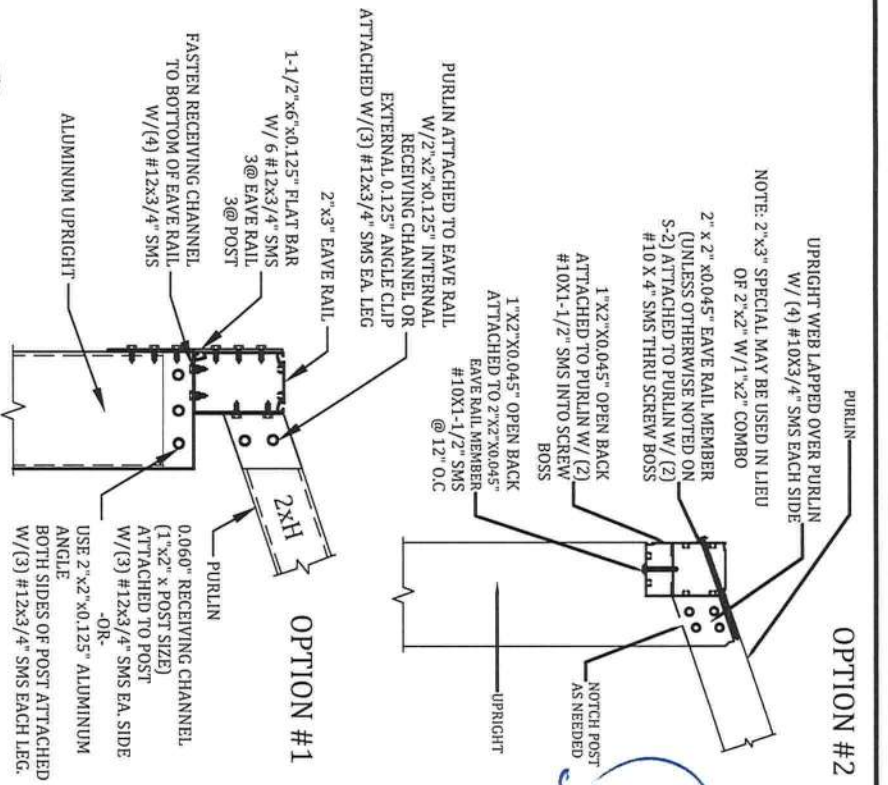 OPTION #2
PURLIN
UPRIGHT WEB LAPPED OVER PURLIN
W/ (4) #10X3/4" SMS EACH SIDE
NOTE: 2"x3" SPECIAL MAY BE USED IN LIEU
OF 2"x2" W/1"x2" COMBO
2" x 2" x0.045" EAVE RAIL MEMBER
(UNLESS OTHERWISE NOTED ON
S-2) ATTACHED TO PURLIN W/ (2)
#10 X 4" SMS THRU SCREW BOSS
1"X2"X0.045" OPEN BACK
ATTACHED TO PURLIN W/ (2)
#10X1-1/2" SMS INTO SCREW
BOSS
1"X2"X0.045" OPEN BACK
ATTACHED TO 2"X2"X0.045"
EAVE RAIL MEMBER
#10X1-1/2" SMS
@ 12" O.C
NOTCH POST
AS NEEDED
UPRIGHT
OPTION #1
PURLIN ATTACHED TO EAVE RAIL
W/2"x2"x0.125" INTERNAL
RECEIVING CHANNEL OR
EXTERNAL 0.125" ANGLE CLIP
ATTACHED W/(3) #12x3/4" SMS EA. LEG
2"x3" EAVE RAIL
1-1/2"x6"x0.125" FLAT BAR
W/ 6 #12x3/4" SMS
3@ EAVE RAIL
3@ POST
FASTEN RECEIVING CHANNEL
TO BOTTOM OF EAVE RAIL
W/(4) #12x3/4" SMS
ALUMINUM UPRIGHT
2xH
PURLIN
0.060" RECEIVING CHANNEL
(1"x2" x POST SIZE)
ATTACHED TO POST
W/(3) #12x3/4" SMS EA. SIDE
-OR-
USE 2"x2"x0.125" ALUMINUM
ANGLE
BOTH SIDES OF POST ATTACHED
W/(3) #12x3/4" SMS EACH LEG.